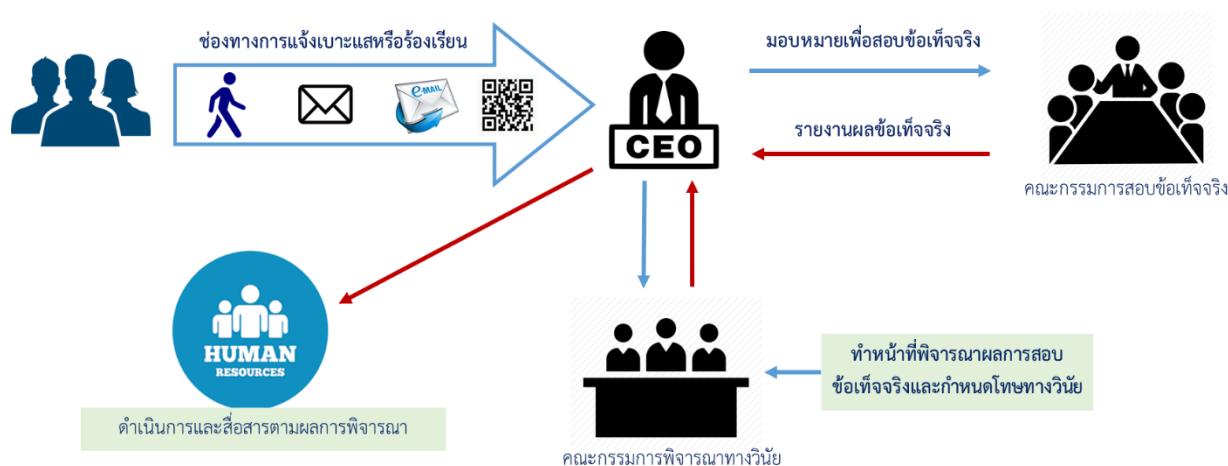 ช่องทางการแจ้งเบาะแสหรือร้องเรียน
e-MAIL
CEO
มอบหมายเพื่อสอบข้อเท็จจริง
รายงานผลข้อเท็จจริง
คณะกรรมการสอบข้อเท็จจริง
HUMAN
RESOURCES
ดำเนินการและสื่อสารตามผลการพิจารณา
ทำหน้าที่พิจารณาผลการสอบ
ข้อเท็จจริงและกำหนดโทษทางวินัย
คณะกรรมการพิจารณาทางวินัย